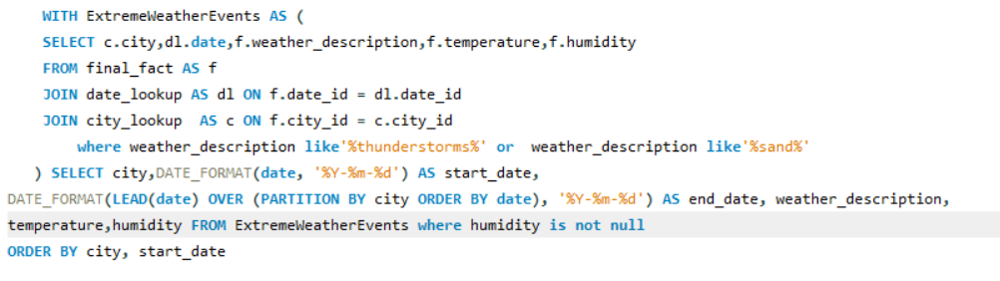 WITH ExtremeWeatherEvents AS (
SELECT c.city,dl.date,f.weather_description,f.temperature,f.humidity
FROM final_fact AS f
JOIN date_lookup AS dl ON f.date_id = dl.date_id
JOIN city_lookup  AS c ON f.city_id = c.city_id
where weather_description like'%thunderstorms%' or  weather_description like'%sand%'
) SELECT city,DATE_FORMAT(date, '%Y-%m-%d') AS start_date,
DATE_FORMAT(LEAD(date) OVER (PARTITION BY city ORDER BY date), '%Y-%m-%d') AS end_date, weather_description,
temperature,humidity FROM ExtremeWeatherEvents where humidity is not null
ORDER BY city, start_date